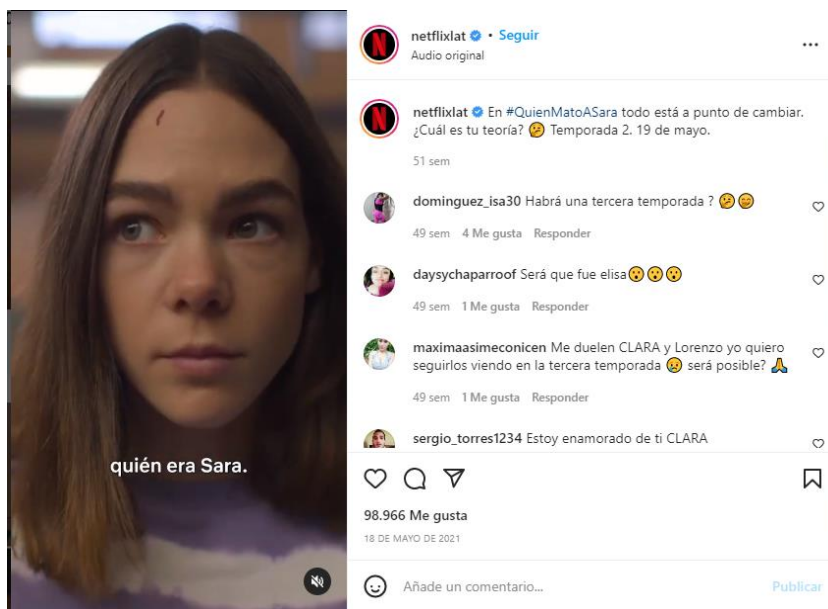 netflixlat • Seguir
Audio original
netflixlat En #QuienMatoASara todo está a punto de cambiar.
¿Cuál es tu teoría? 🤔 Temporada 2. 19 de mayo.
51 sem
dominguez_isa30 Habrá una tercera temporada ? 🤔😊
49 sem 4 Me gusta Responder
daysychaparroof Será que fue elisa😮😮😮
49 sem 1 Me gusta Responder
maximaasimeconicen Me duelen CLARA y Lorenzo yo quiero
seguirlos viendo en la tercera temporada 😢 será posible? 🙏
49 sem 1 Me gusta Responder
sergio_torres1234 Estoy enamorado de ti CLARA
quién era Sara.
98.966 Me gusta
18 DE MAYO DE 2021
Añade un comentario...
Publicar